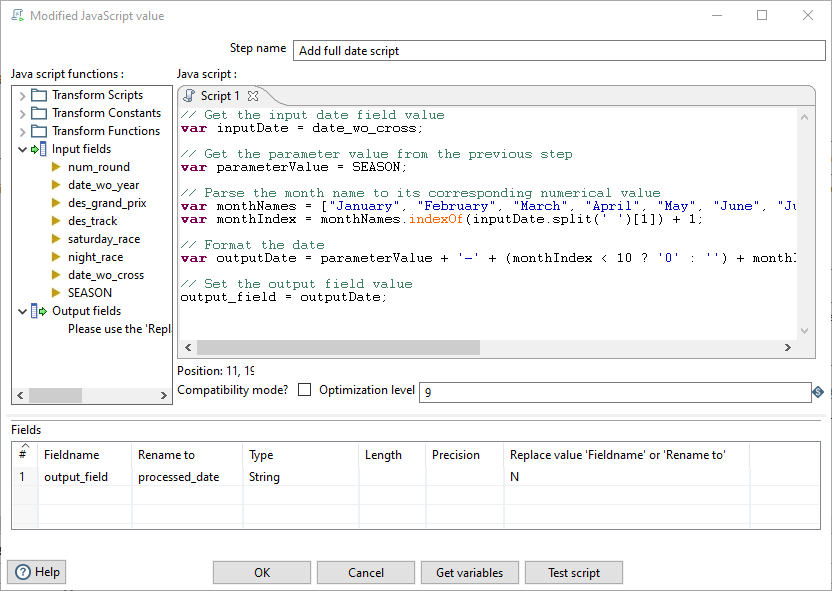 Modified JavaScript value
Step name Add full date script
Java script functions :
Transform Scripts
Transform Constants
Transform Functions
Input fields
num_round
date_wo_year
des_grand_prix
des_track
saturday_race
night_race
date_wo_cross
SEASON
Output fields
Please use the 'Repl
Java script :
Script 1
// Get the input date field value
var inputDate = date_wo_cross;
// Get the parameter value from the previous step
var parameterValue = SEASON;
// Parse the month name to its corresponding numerical value
var monthNames = ["January", "February", "March", "April", "May", "June", "Ju
var monthIndex = monthNames.indexOf(inputDate.split(' ')[1]) + 1;
// Format the date
var outputDate = parameterValue + '-' + (monthIndex < 10 ? '0' : '') + monthI
// Set the output field value
output_field = outputDate;
Position: 11, 19
Compatibility mode? Optimization level 9
Fields
# Fieldname Rename to Type Length Precision Replace value 'Fieldname' or 'Rename to'
1 output_field processed_date String N
Help OK Cancel Get variables Test script